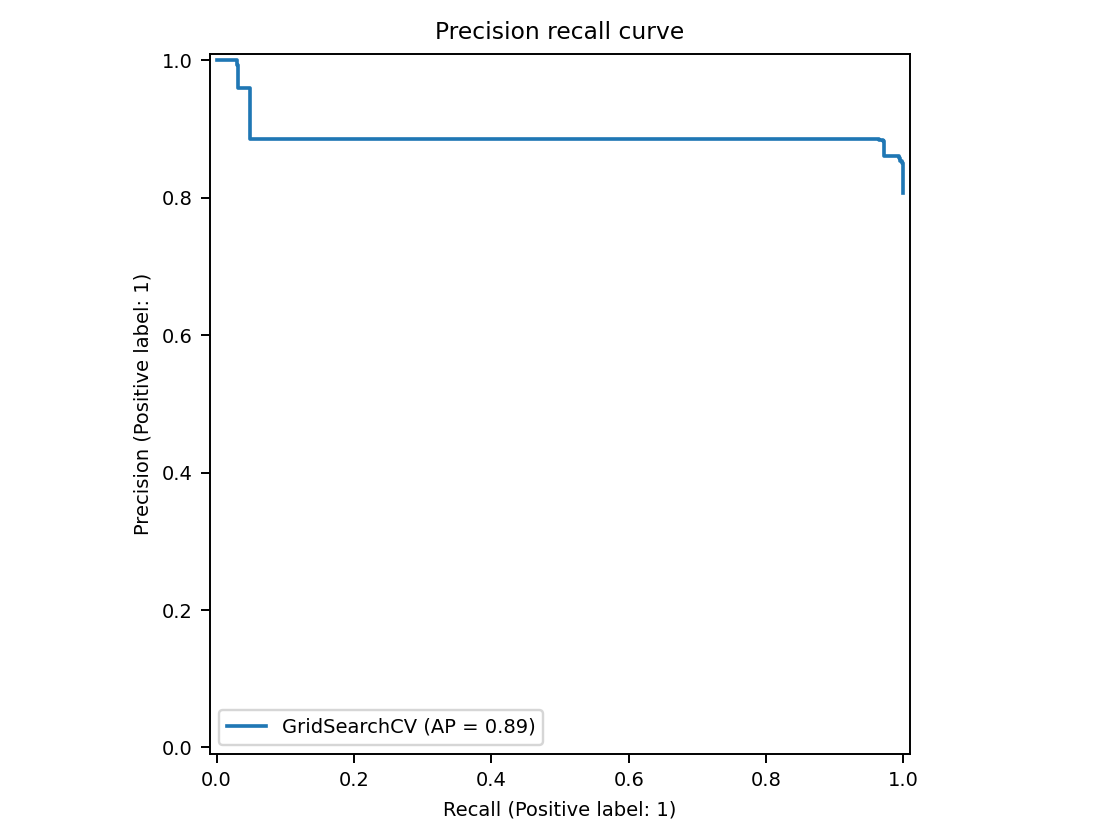 Precision recall curve
1.0
0.8
0.6
0.4
0.2
0.0
Precision (Positive label: 1)
GridSearchCV (AP = 0.89)
0.0 0.2 0.4 0.6 0.8 1.0
Recall (Positive label: 1)